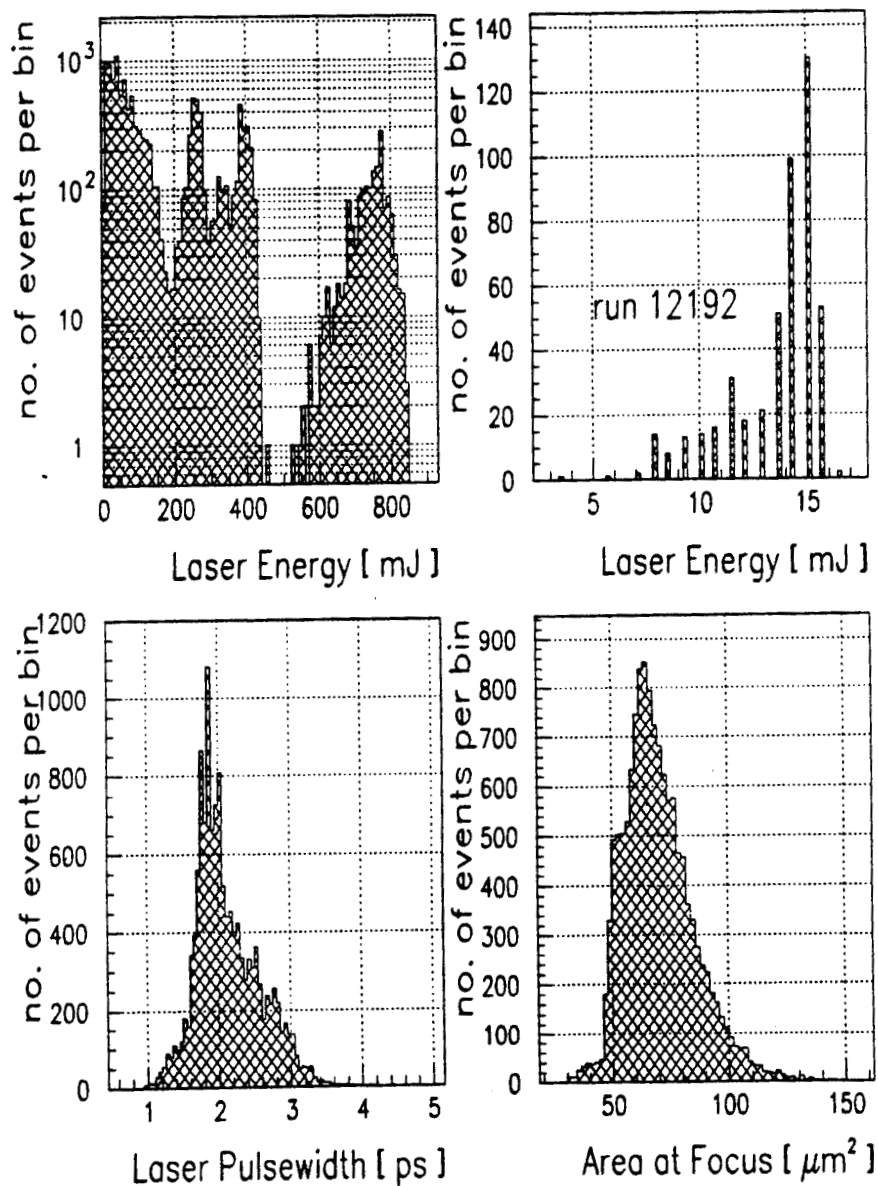 no. of events per bin
10³
10²
10
1
0 200 400 600 800
Laser Energy [ mJ ]
no. of events per bin
140
120
100
80
60
40
20
0
run 12192
5 10 15
Laser Energy [ mJ ]
no. of events per bin
1200
1000
800
600
400
200
0
1 2 3 4 5
Laser Pulsewidth [ ps ]
no. of events per bin
900
800
700
600
500
400
300
200
100
0
50 100 150
Area at Focus [ μm² ]